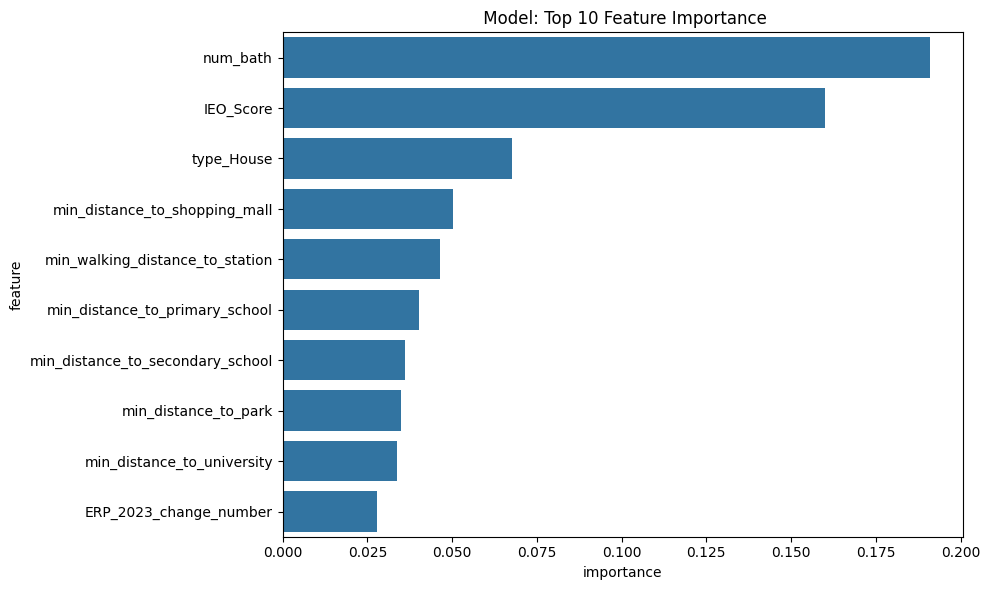 Model: Top 10 Feature Importance
feature
num_bath
IEO_Score
type_House
min_distance_to_shopping_mall
min_walking_distance_to_station
min_distance_to_primary_school
min_distance_to_secondary_school
min_distance_to_park
min_distance_to_university
ERP_2023_change_number
0.000 0.025 0.050 0.075 0.100 0.125 0.150 0.175 0.200
importance